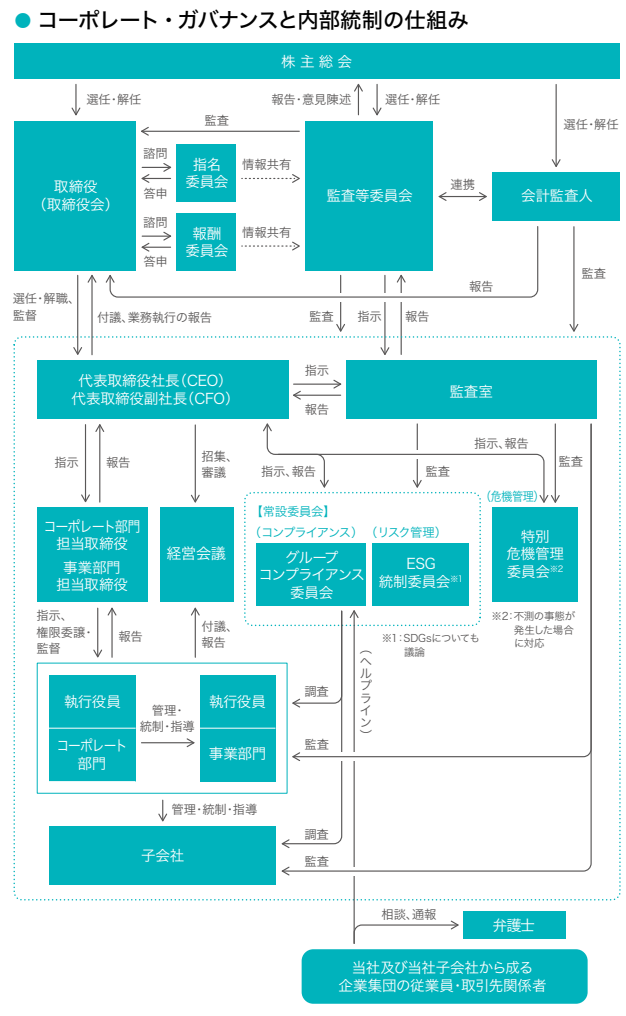 ● コーポレート・ガバナンスと内部統制の仕組み
株主総会
選任・解任
報告・意見陳述
選任・解任
選任・解任
監査
取締役
（取締役会）
諮問
答申
指名
委員会
情報共有
諮問
答申
報酬
委員会
情報共有
監査等委員会
連携
会計監査人
報告
監査
選任・解職、
監督
付議、業務執行の報告
監査
指示
報告
代表取締役社長（CEO）
代表取締役副社長（CFO）
指示
報告
監査室
指示
報告
招集、
審議
指示、報告
監査
指示、報告
監査
コーポレート部門
担当取締役
事業部門
担当取締役
経営会議
【常設委員会】
（コンプライアンス）
グループ
コンプライアンス
委員会
（リスク管理）
ESG
統制委員会※1
（危機管理）
特別
危機管理
委員会※2
※1：SDGsについても
議論
※2：不測の事態が
発生した場合
に対応
指示、
権限委譲・
監督
報告
付議、
報告
（ヘルプライン）
執行役員
コーポレート
部門
管理・
統制・指導
執行役員
事業部門
調査
監査
管理・統制・指導
子会社
調査
監査
相談、通報
弁護士
当社及び当社子会社から成る
企業集団の従業員・取引先関係者